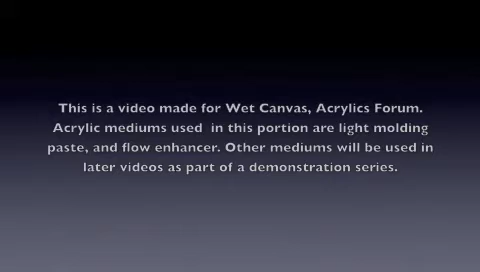 This is a video made for Wet Canvas, Acrylics Forum.
Acrylic mediums used in this portion are light molding
paste, and flow enhancer. Other mediums will be used in
later videos as part of a demonstration series.